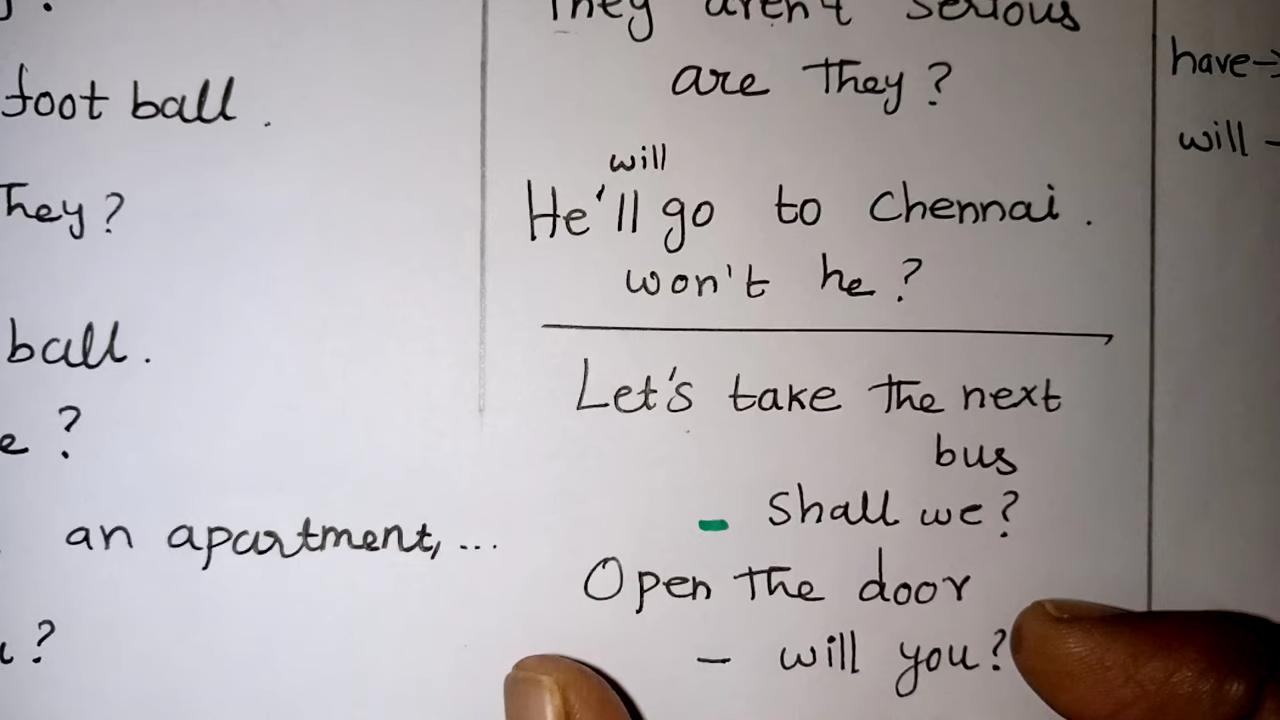 foot ball.
They?
ball.
e ?
an apartment, ...
?
They aren't serious
are They?
will
He'll go to Chennai.
won't he?
Let's take the next
bus
- shall we?
Open the door
- will you?
have→
will -